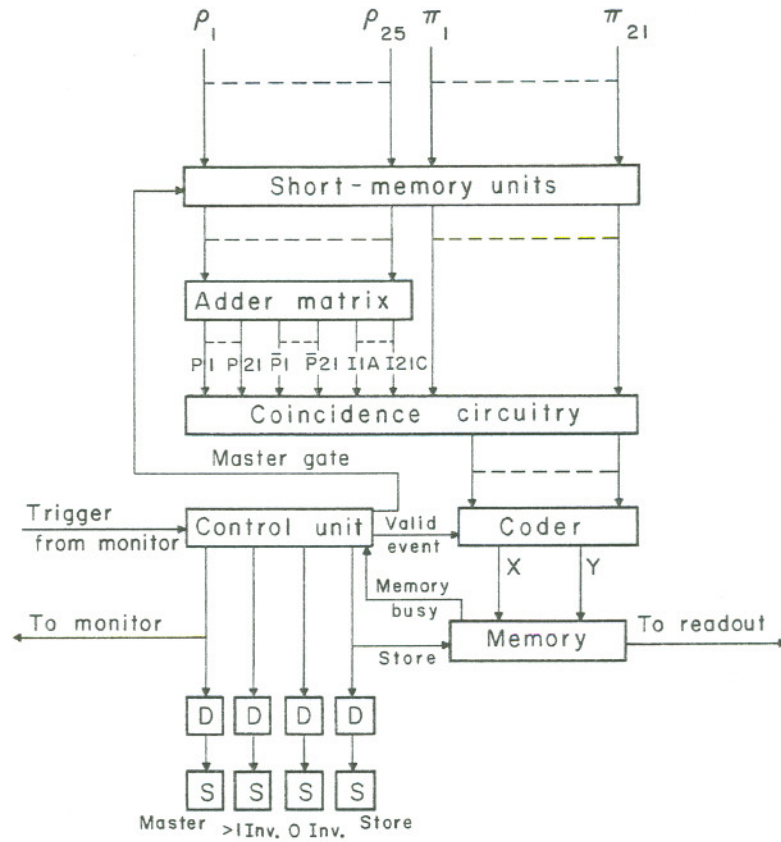 ρ1 ρ25 π1 π21
Short-memory units
Adder matrix
P1 P21 P̅1 P̅21 I1A I21C
Coincidence circuitry
Master gate
Trigger
from monitor
Control unit
Valid
event
Coder
X Y
Memory
busy
To monitor
Store
Memory
To readout
D D D D
S S S S
Master >1 Inv. 0 Inv. Store